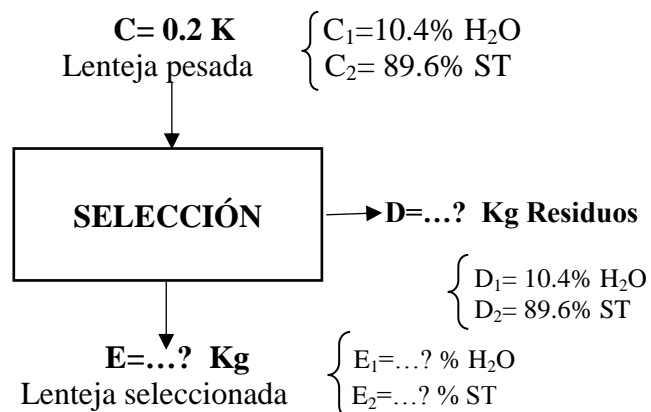 C= 0.2 K
Lenteja pesada
C₁=10.4% H₂O
C₂= 89.6% ST
SELECCIÓN
D=…? Kg Residuos
D₁= 10.4% H₂O
D₂= 89.6% ST
E=…? Kg
Lenteja seleccionada
E₁=…? % H₂O
E₂=…? % ST